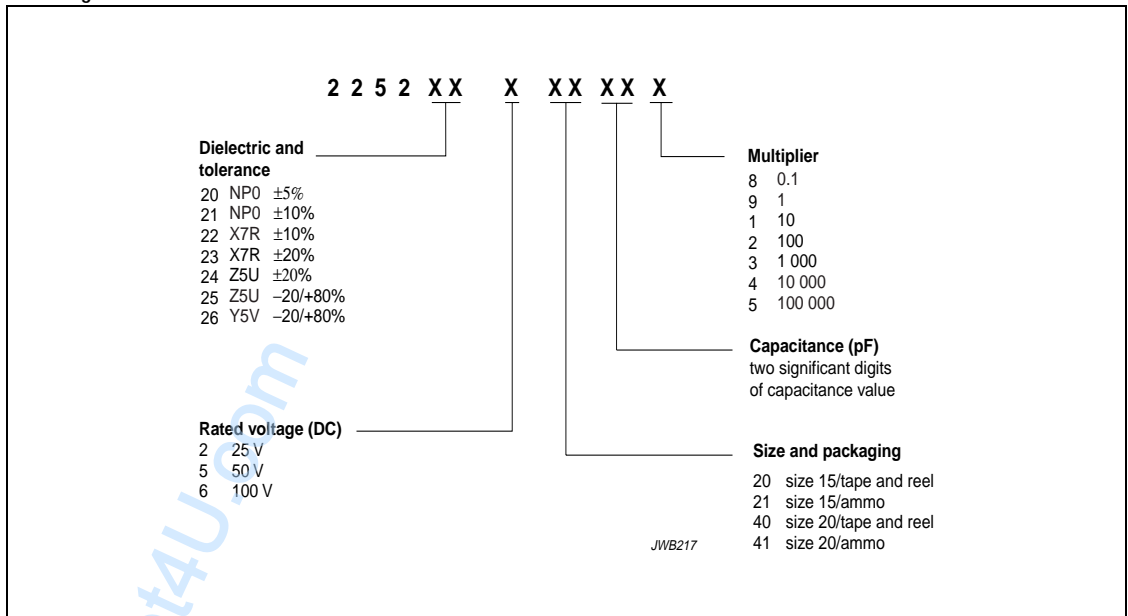 2 2 5 2 X X X X X X X X
Dielectric and
tolerance
20 NP0 ±5%
21 NP0 ±10%
22 X7R ±10%
23 X7R ±20%
24 Z5U ±20%
25 Z5U −20/+80%
26 Y5V −20/+80%
Rated voltage (DC)
2 25 V
5 50 V
6 100 V
Multiplier
8 0.1
9 1
1 10
2 100
3 1 000
4 10 000
5 100 000
Capacitance (pF)
two significant digits
of capacitance value
Size and packaging
20 size 15/tape and reel
21 size 15/ammo
40 size 20/tape and reel
41 size 20/ammo
JWB217
et4U.com